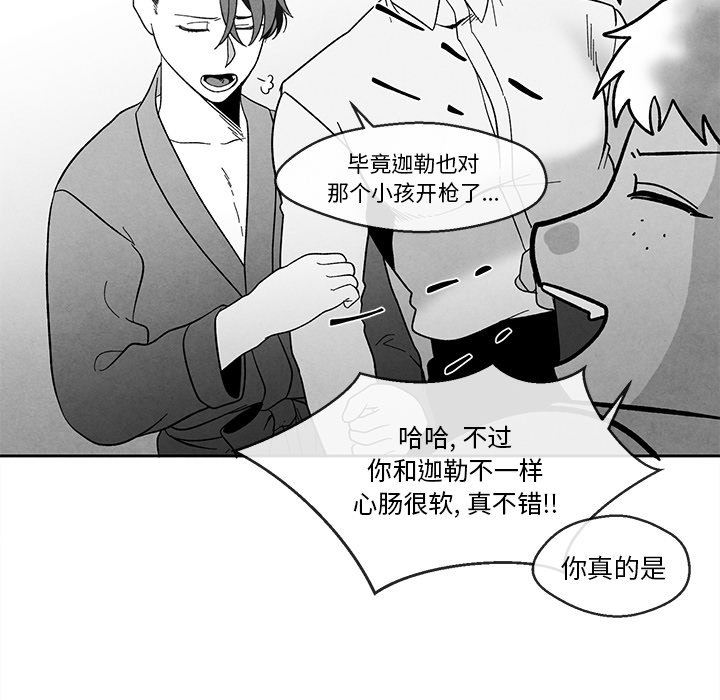 毕竟迦勒也对
那个小孩开枪了...
哈哈, 不过
你和迦勒不一样
心肠很软, 真不错!!
你真的是